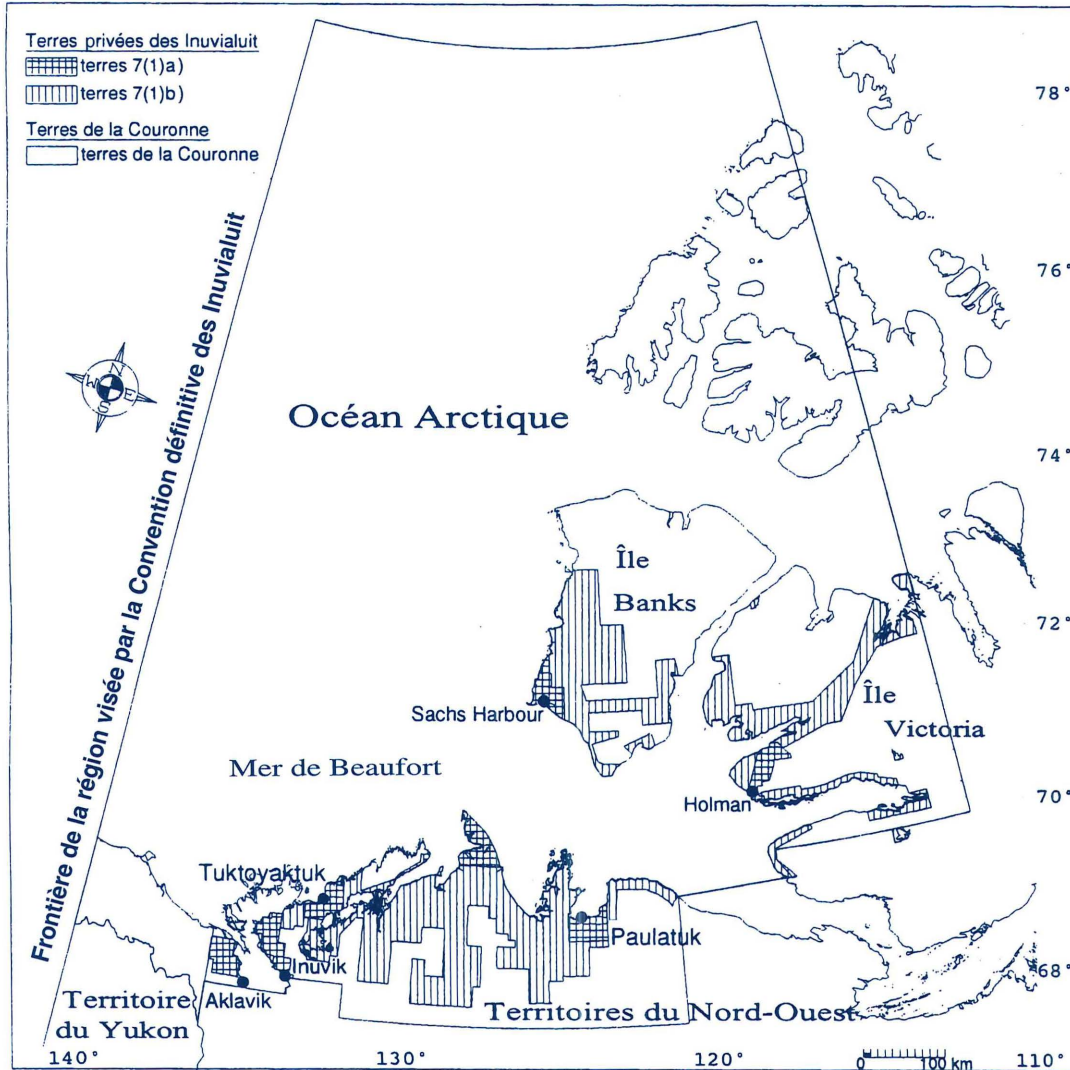 Terres privées des Inuvialuit
terres 7(1)a)
terres 7(1)b)
Terres de la Couronne
terres de la Couronne
78°
76°
74°
72°
70°
68°
Frontière de la région visée par la Convention définitive des Inuvialuit
N
W
E
S
Océan Arctique
Île
Banks
Sachs Harbour
Île
Victoria
Mer de Beaufort
Holman
Tuktoyaktuk
Paulatuk
Inuvik
Aklavik
Territoire
du Yukon
Territoires du Nord-Ouest
140°
130°
120°
0
100 km
110°